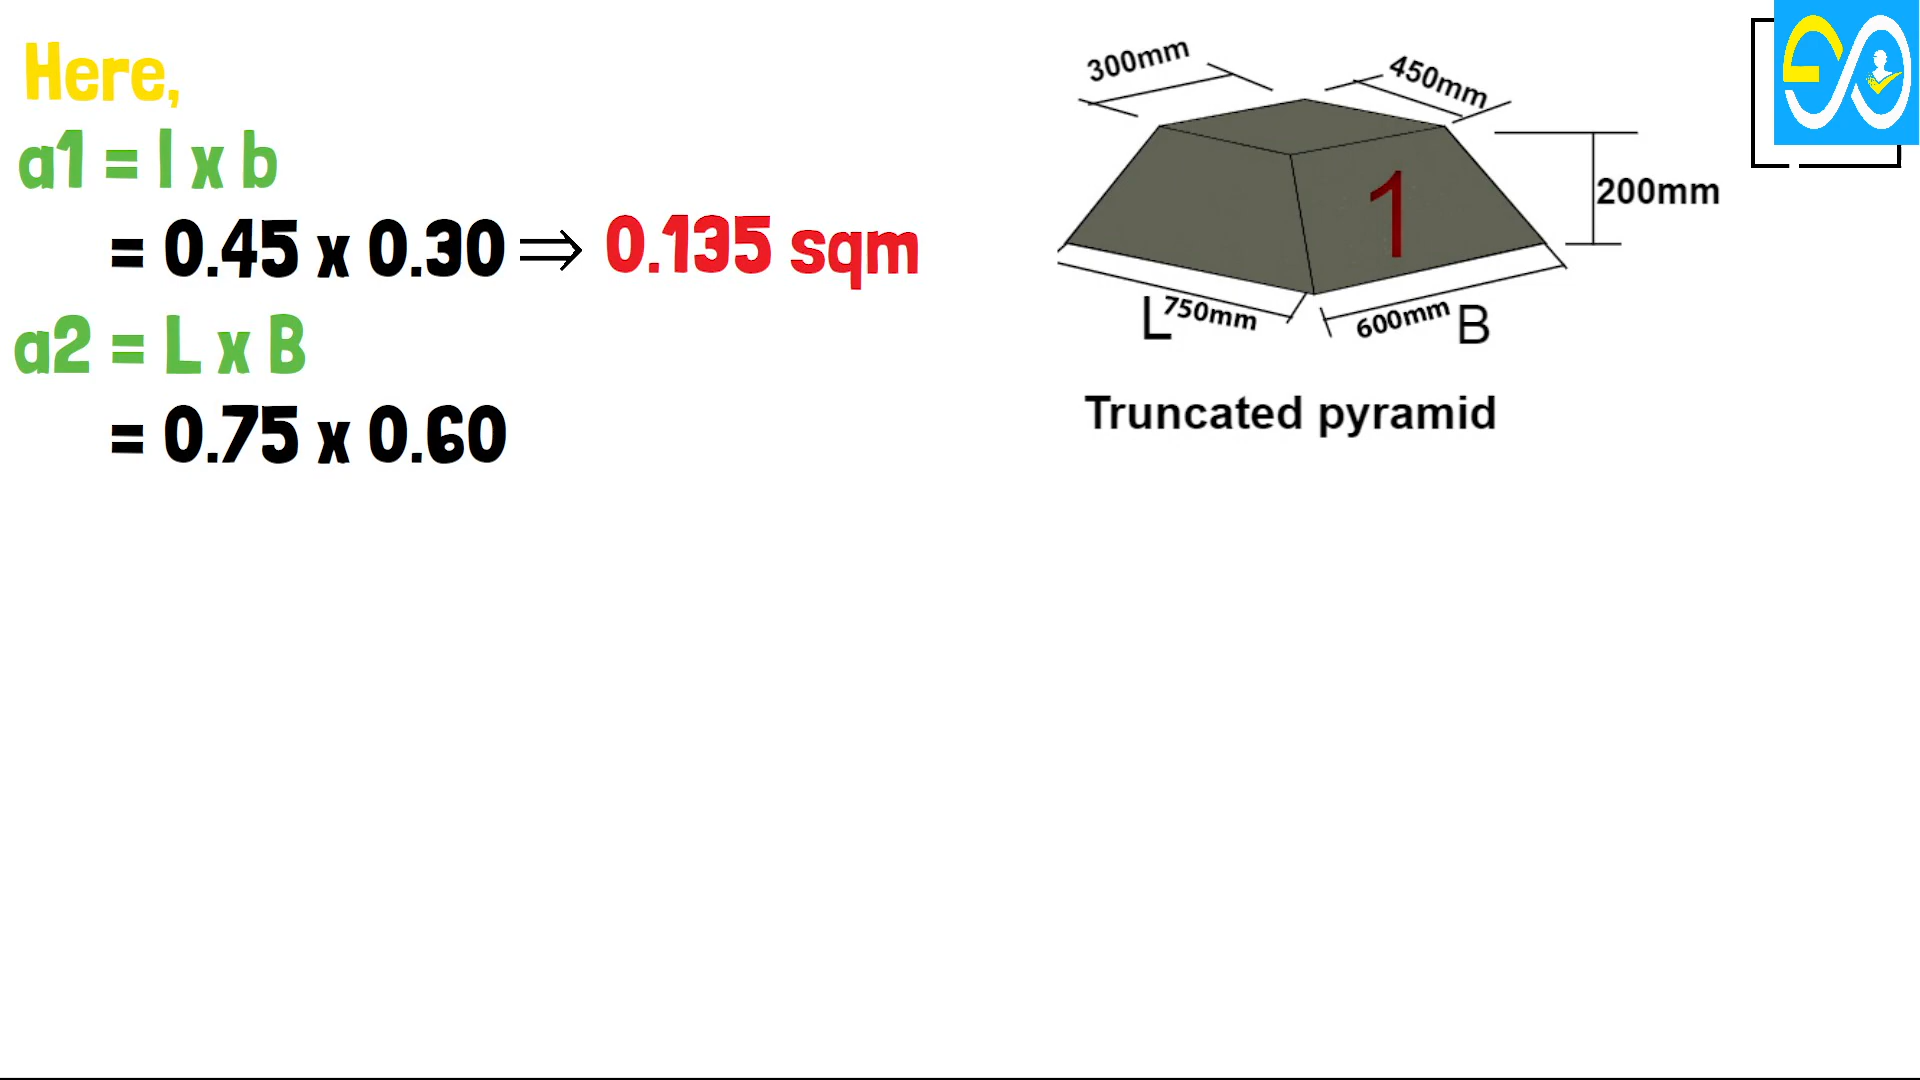 Here,
a1 = l x b
= 0.45 x 0.30 ⇒ 0.135 sqm
a2 = L x B
= 0.75 x 0.60
300mm
450mm
1
200mm
L 750mm
600mm B
Truncated pyramid